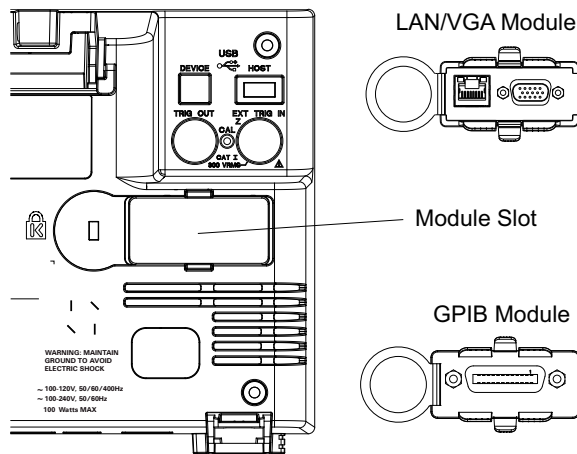 LAN/VGA Module
USB
DEVICE HOST
TRIG OUT EXT TRIG IN
Z
CAL
CAT I
300 VRMS
K
Module Slot
GPIB Module
WARNING: MAINTAIN
GROUND TO AVOID
ELECTRIC SHOCK
~ 100-120V, 50/60/400Hz
~ 100-240V, 50/60Hz
100 Watts MAX
1